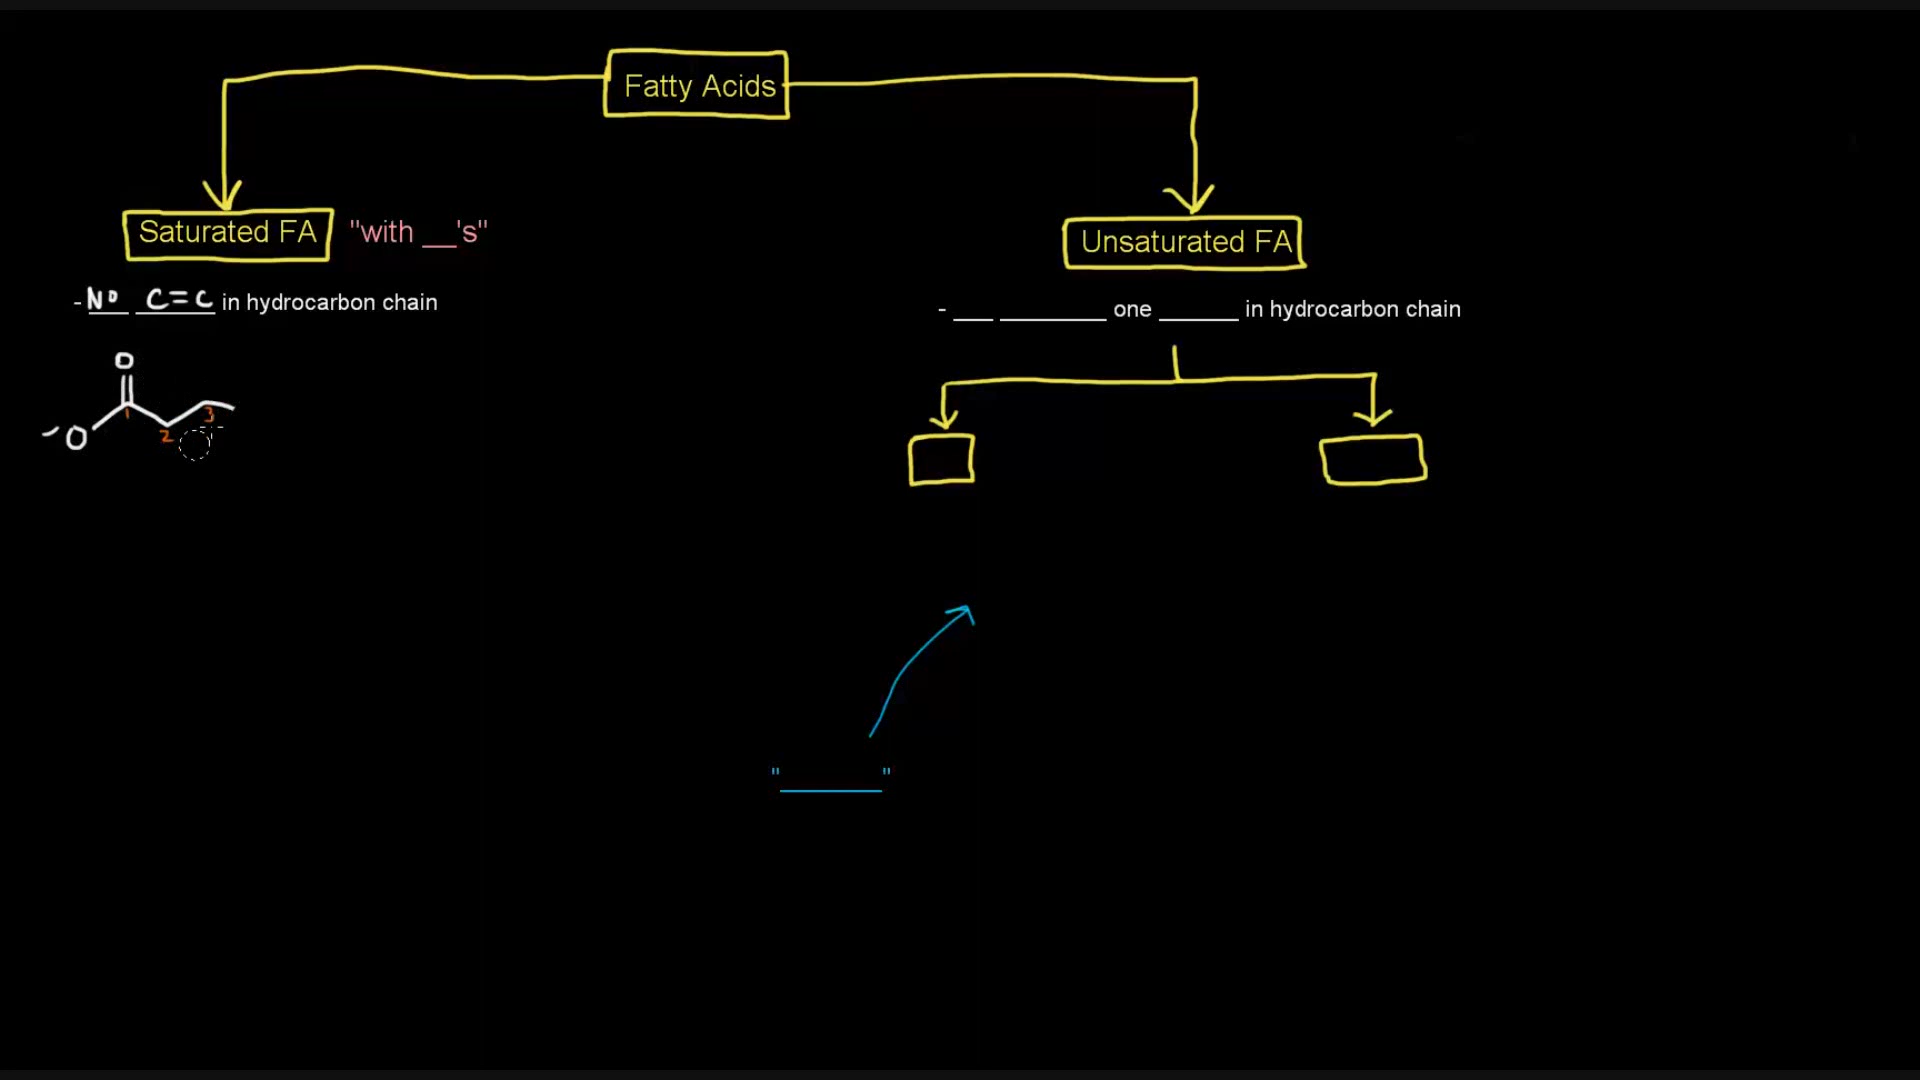 Fatty Acids
Saturated FA "with __'s"
Unsaturated FA
- No C=C in hydrocarbon chain
- ___ ________ one ______ in hydrocarbon chain
O
1
3
-O
2
"________"